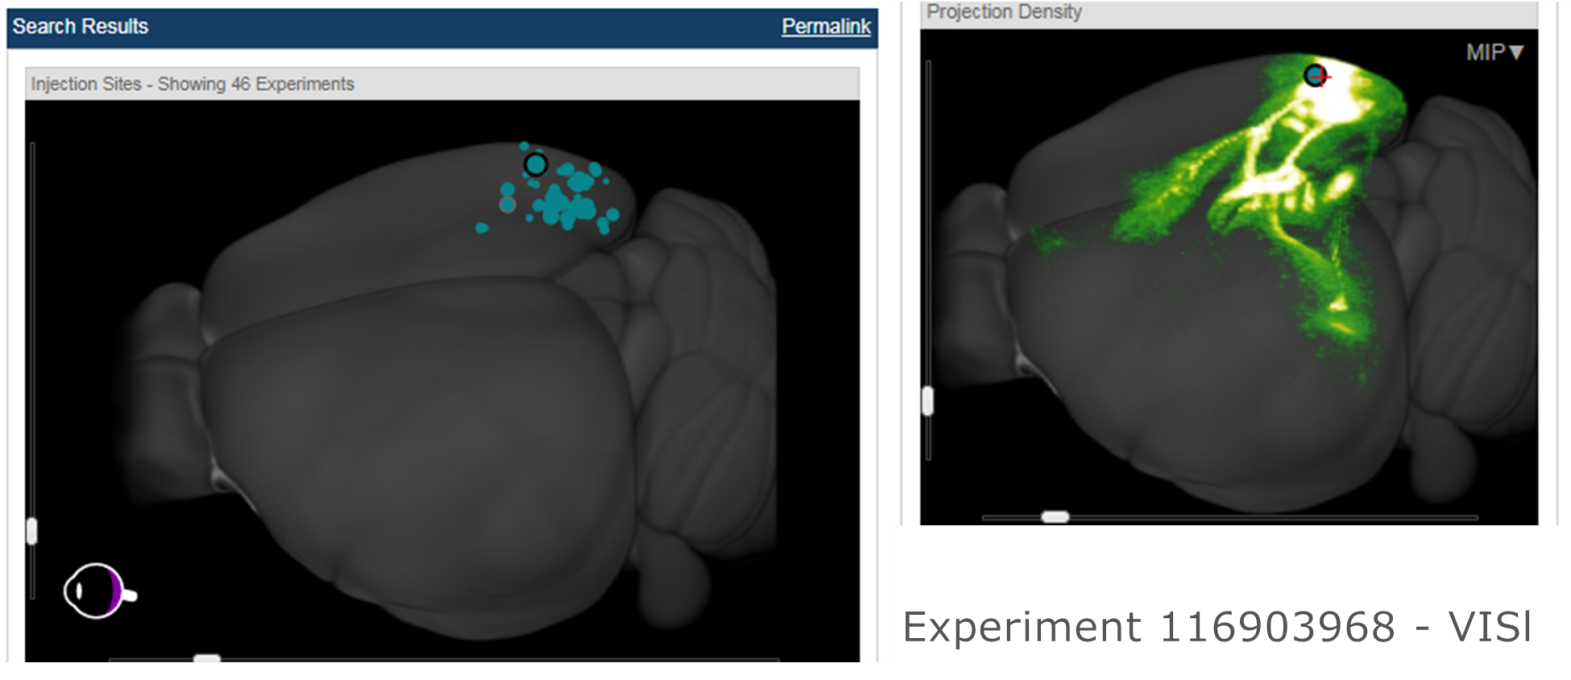 Search Results
Permalink
Injection Sites - Showing 46 Experiments
Projection Density
MIP▼
Experiment 116903968 - VISl